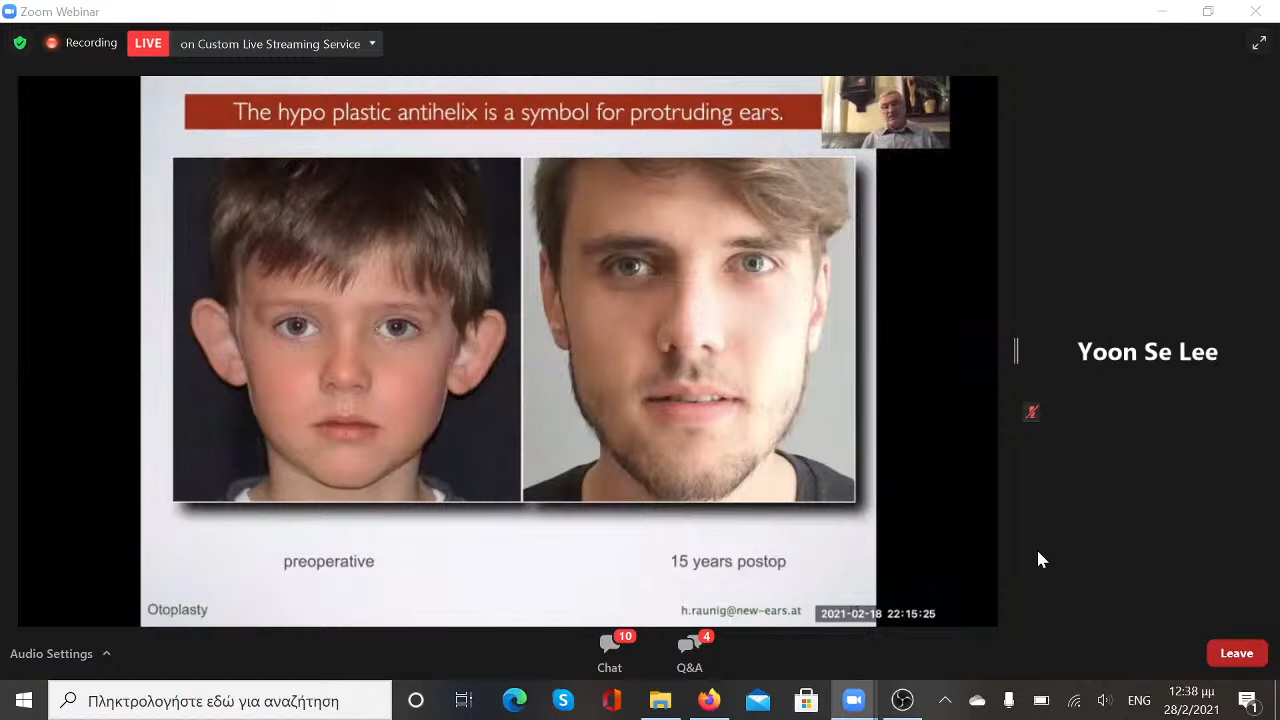 Zoom Webinar
Recording
LIVE
on Custom Live Streaming Service
The hypo plastic antihelix is a symbol for protruding ears.
Yoon Se Lee
preoperative
15 years postop
Otoplasty
h.raunig@new-ears.at
2021-02-18 22:15:25
Audio Settings
10
Chat
4
Q&A
Leave
Πληκτρολογήστε εδώ για αναζήτηση
ENG
12:38 μμ
28/2/2021
1